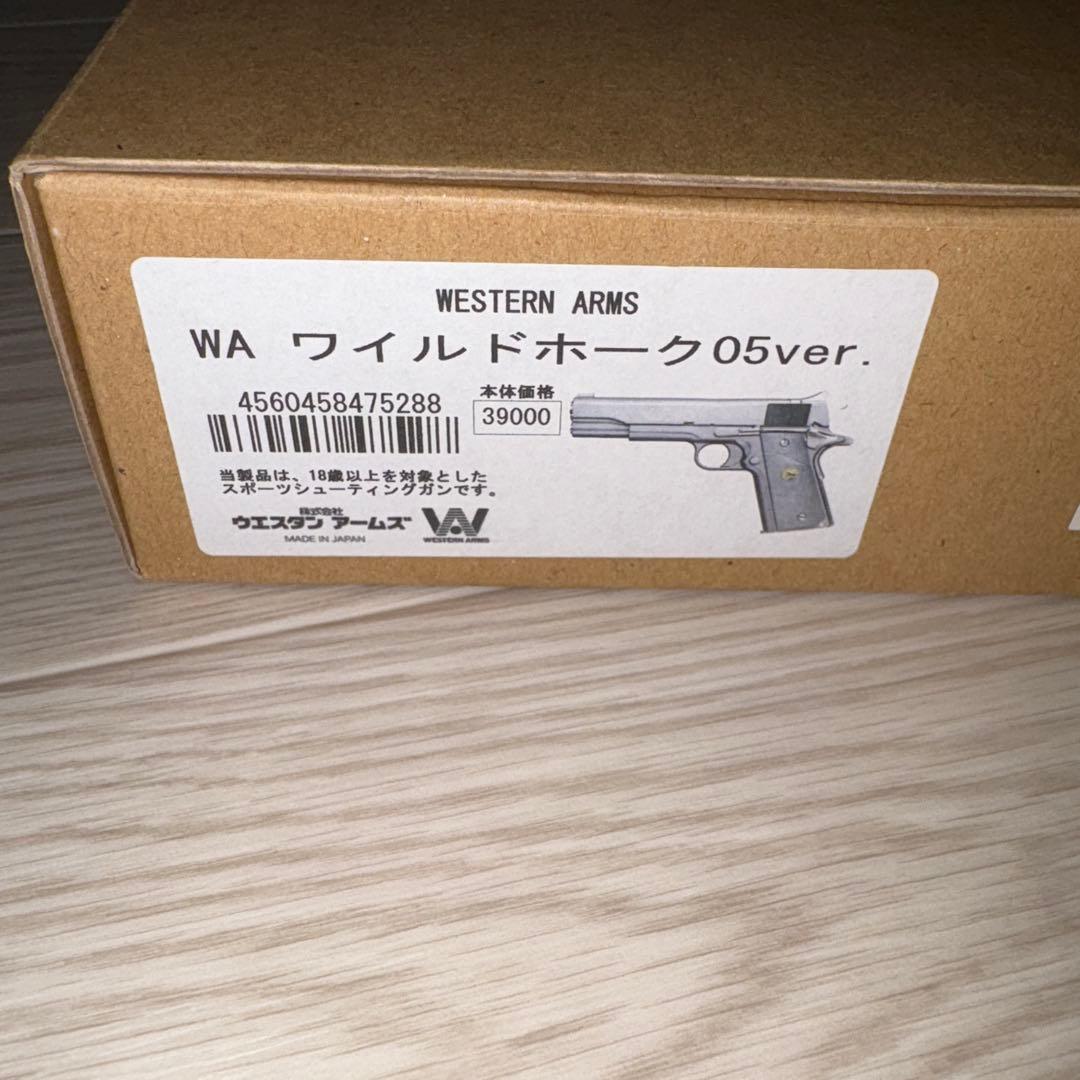 WESTERN ARMS
WA ワイルドホーク05ver.
4560458475288
本体価格
39000
当製品は、18歳以上を対象とした
スポーツシューティングガンです。
株式会社
ウエスタン アームズ
MADE IN JAPAN
WA
WESTERN ARMS